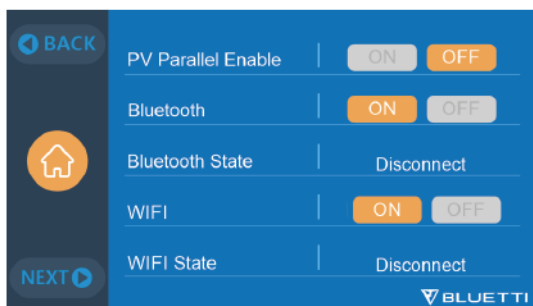 BACK
PV Parallel Enable ON OFF
Bluetooth ON OFF
Bluetooth State Disconnect
WIFI ON OFF
WIFI State Disconnect
NEXT
BLUETTI